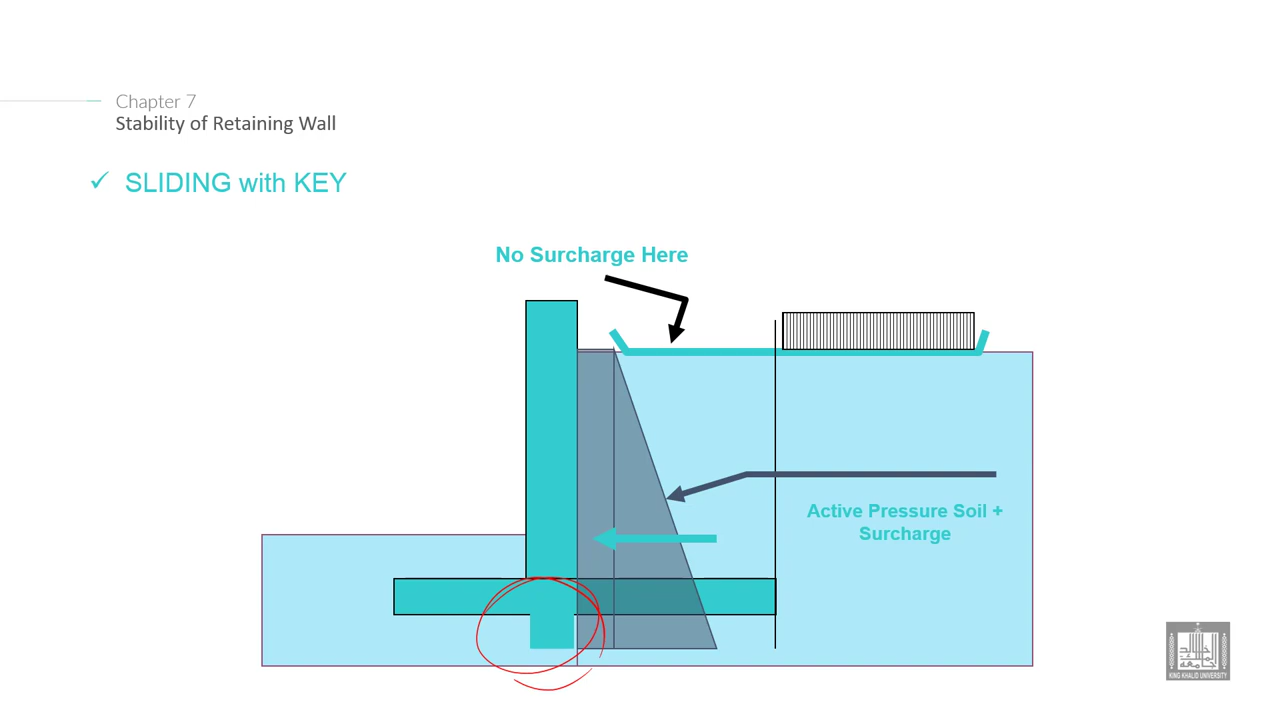 Chapter 7
Stability of Retaining Wall
✓ SLIDING with KEY
No Surcharge Here
Active Pressure Soil +
Surcharge
KING KHALID UNIVERSITY